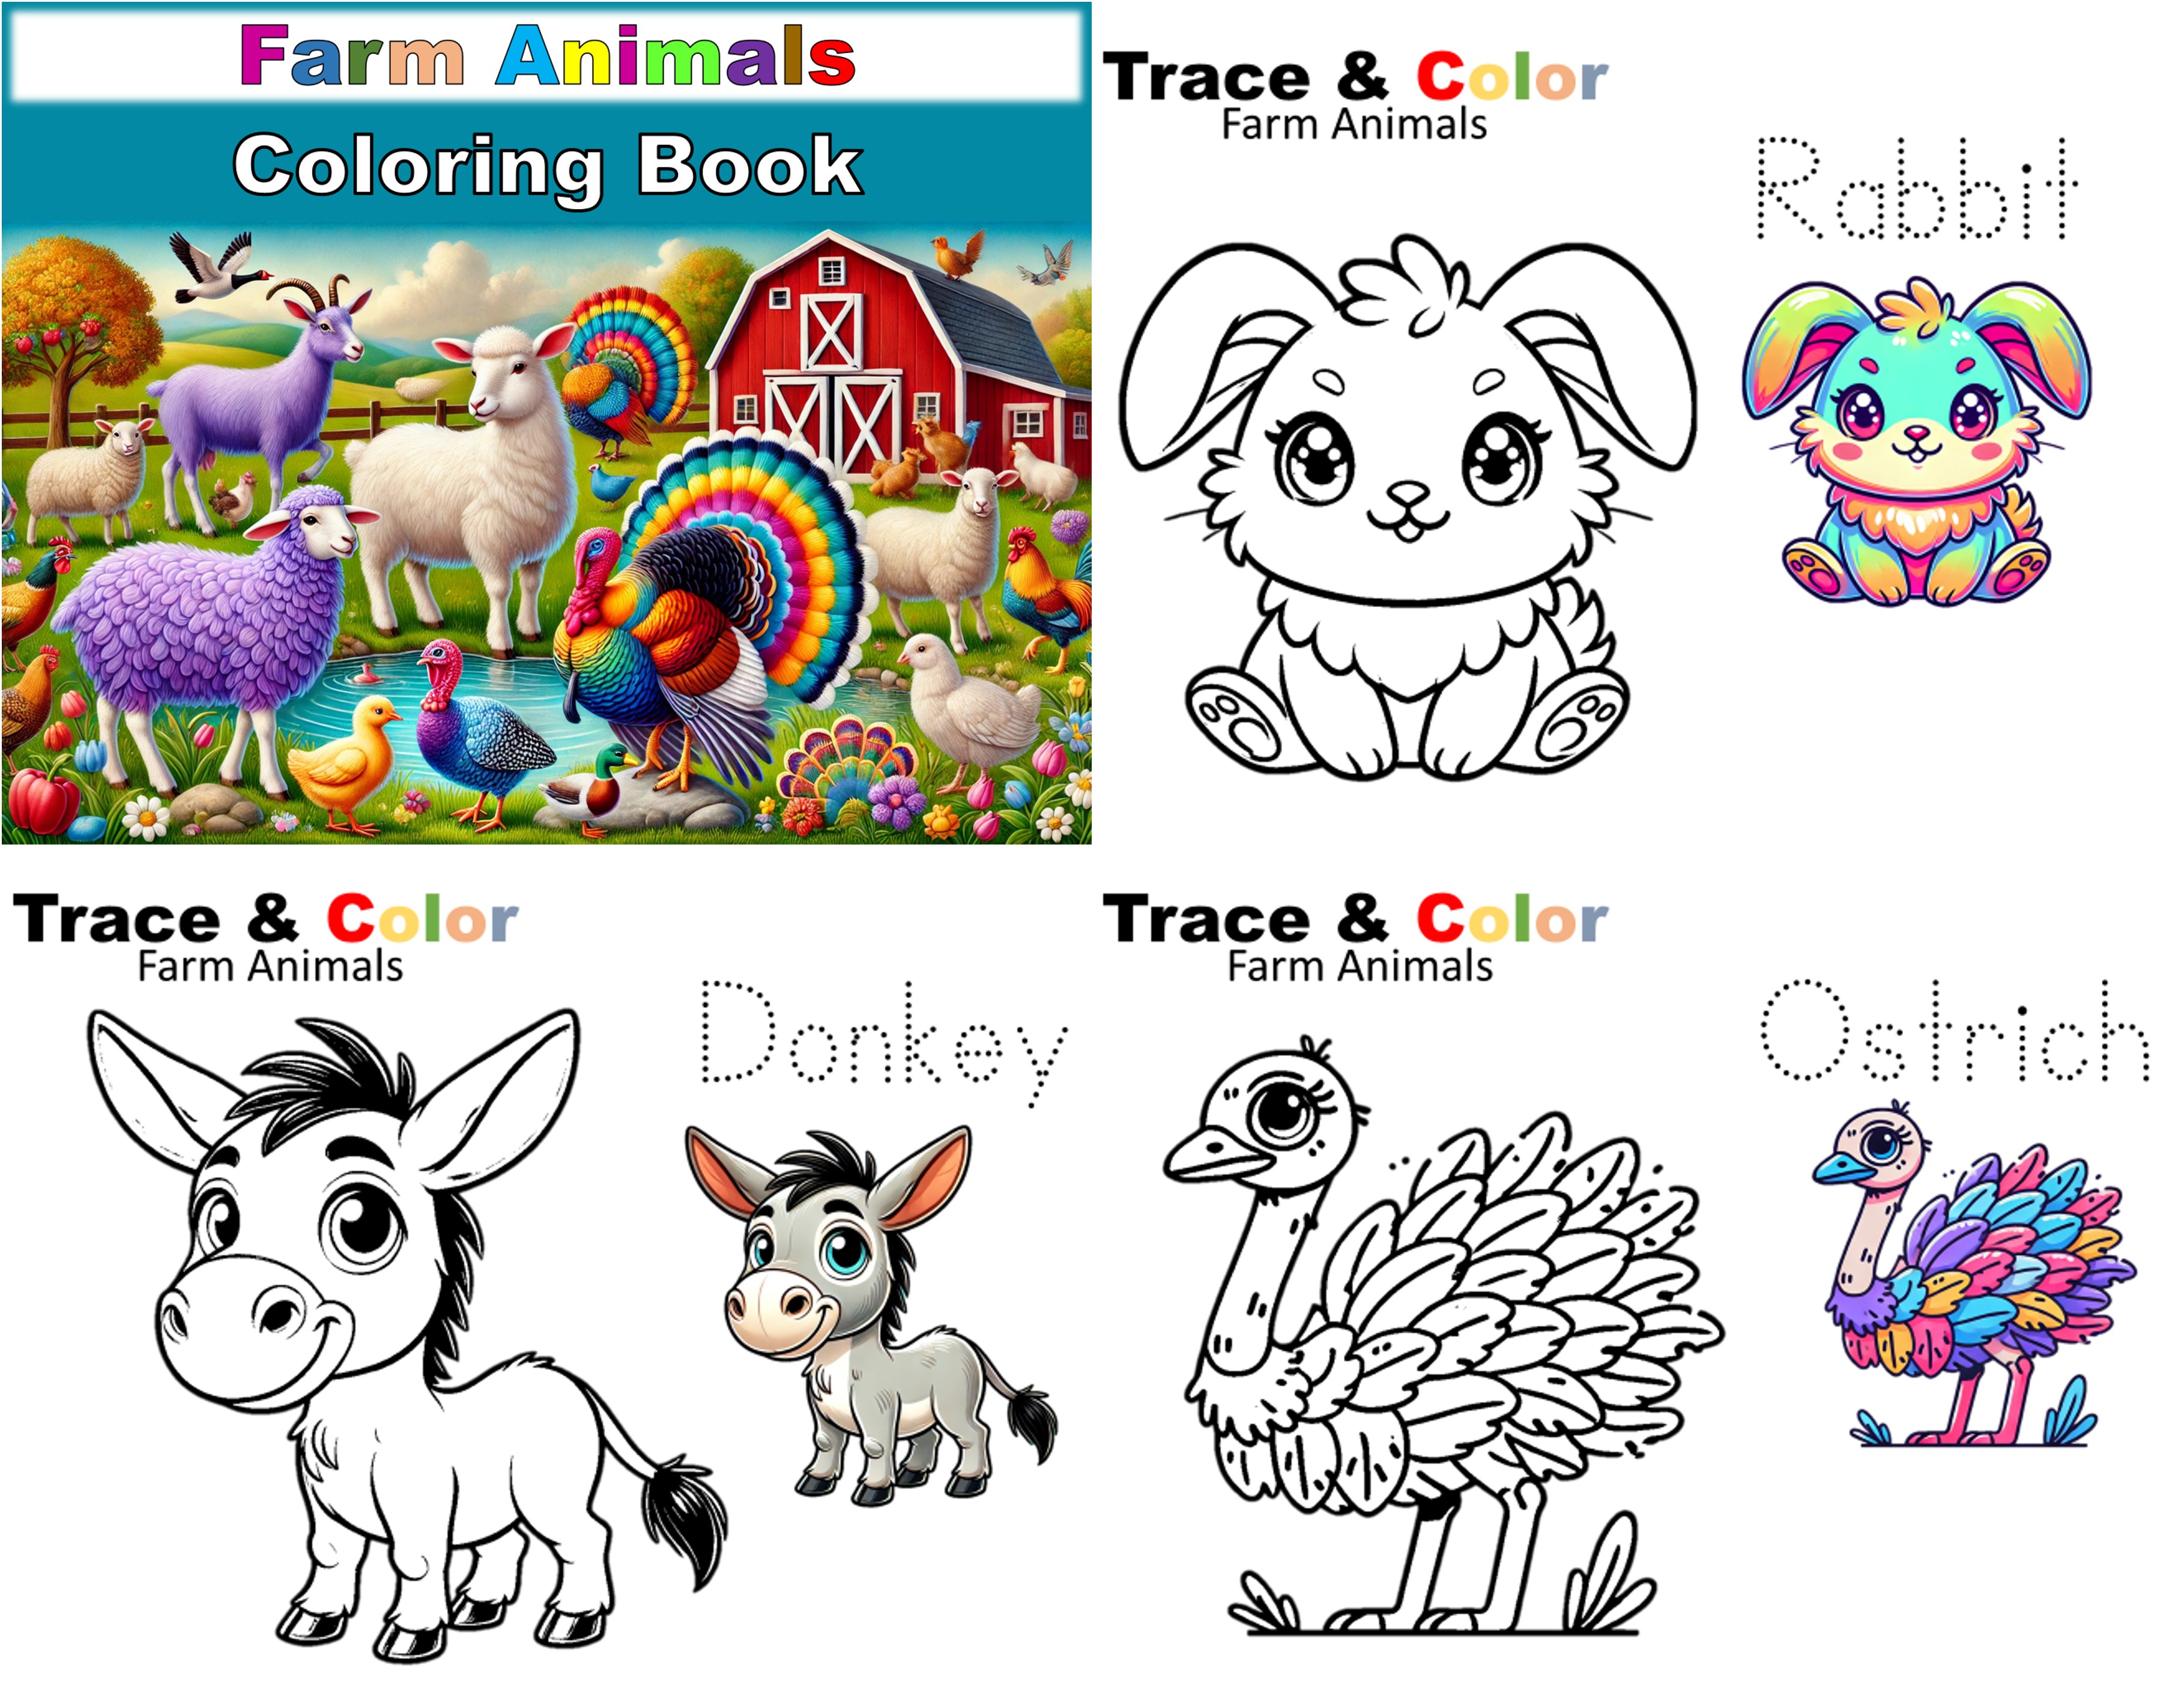 Farm Animals
Coloring Book
Trace & Color
Farm Animals
Rabbit
Trace & Color
Farm Animals
Donkey
Trace & Color
Farm Animals
Ostrich